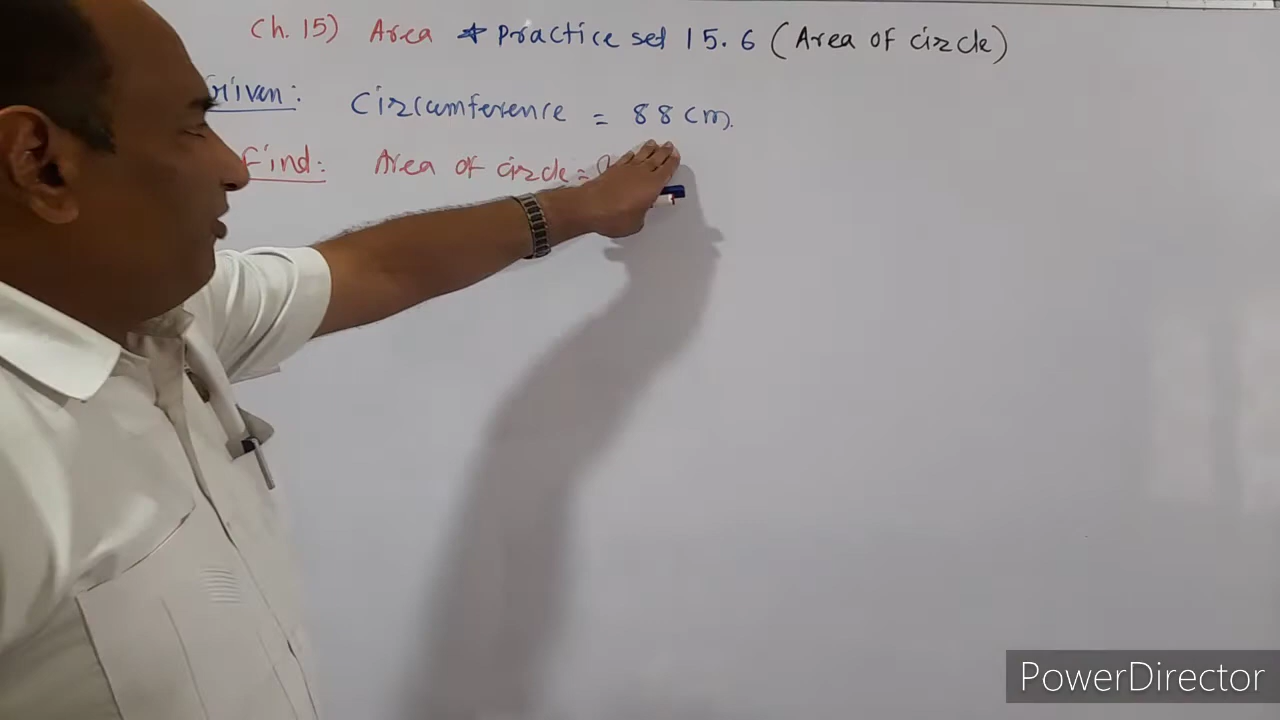 Ch. 15) Area * Practice set 15.6 (Area of circle)
Given: Circumference = 88 cm.
Find: Area of circle =
PowerDirector